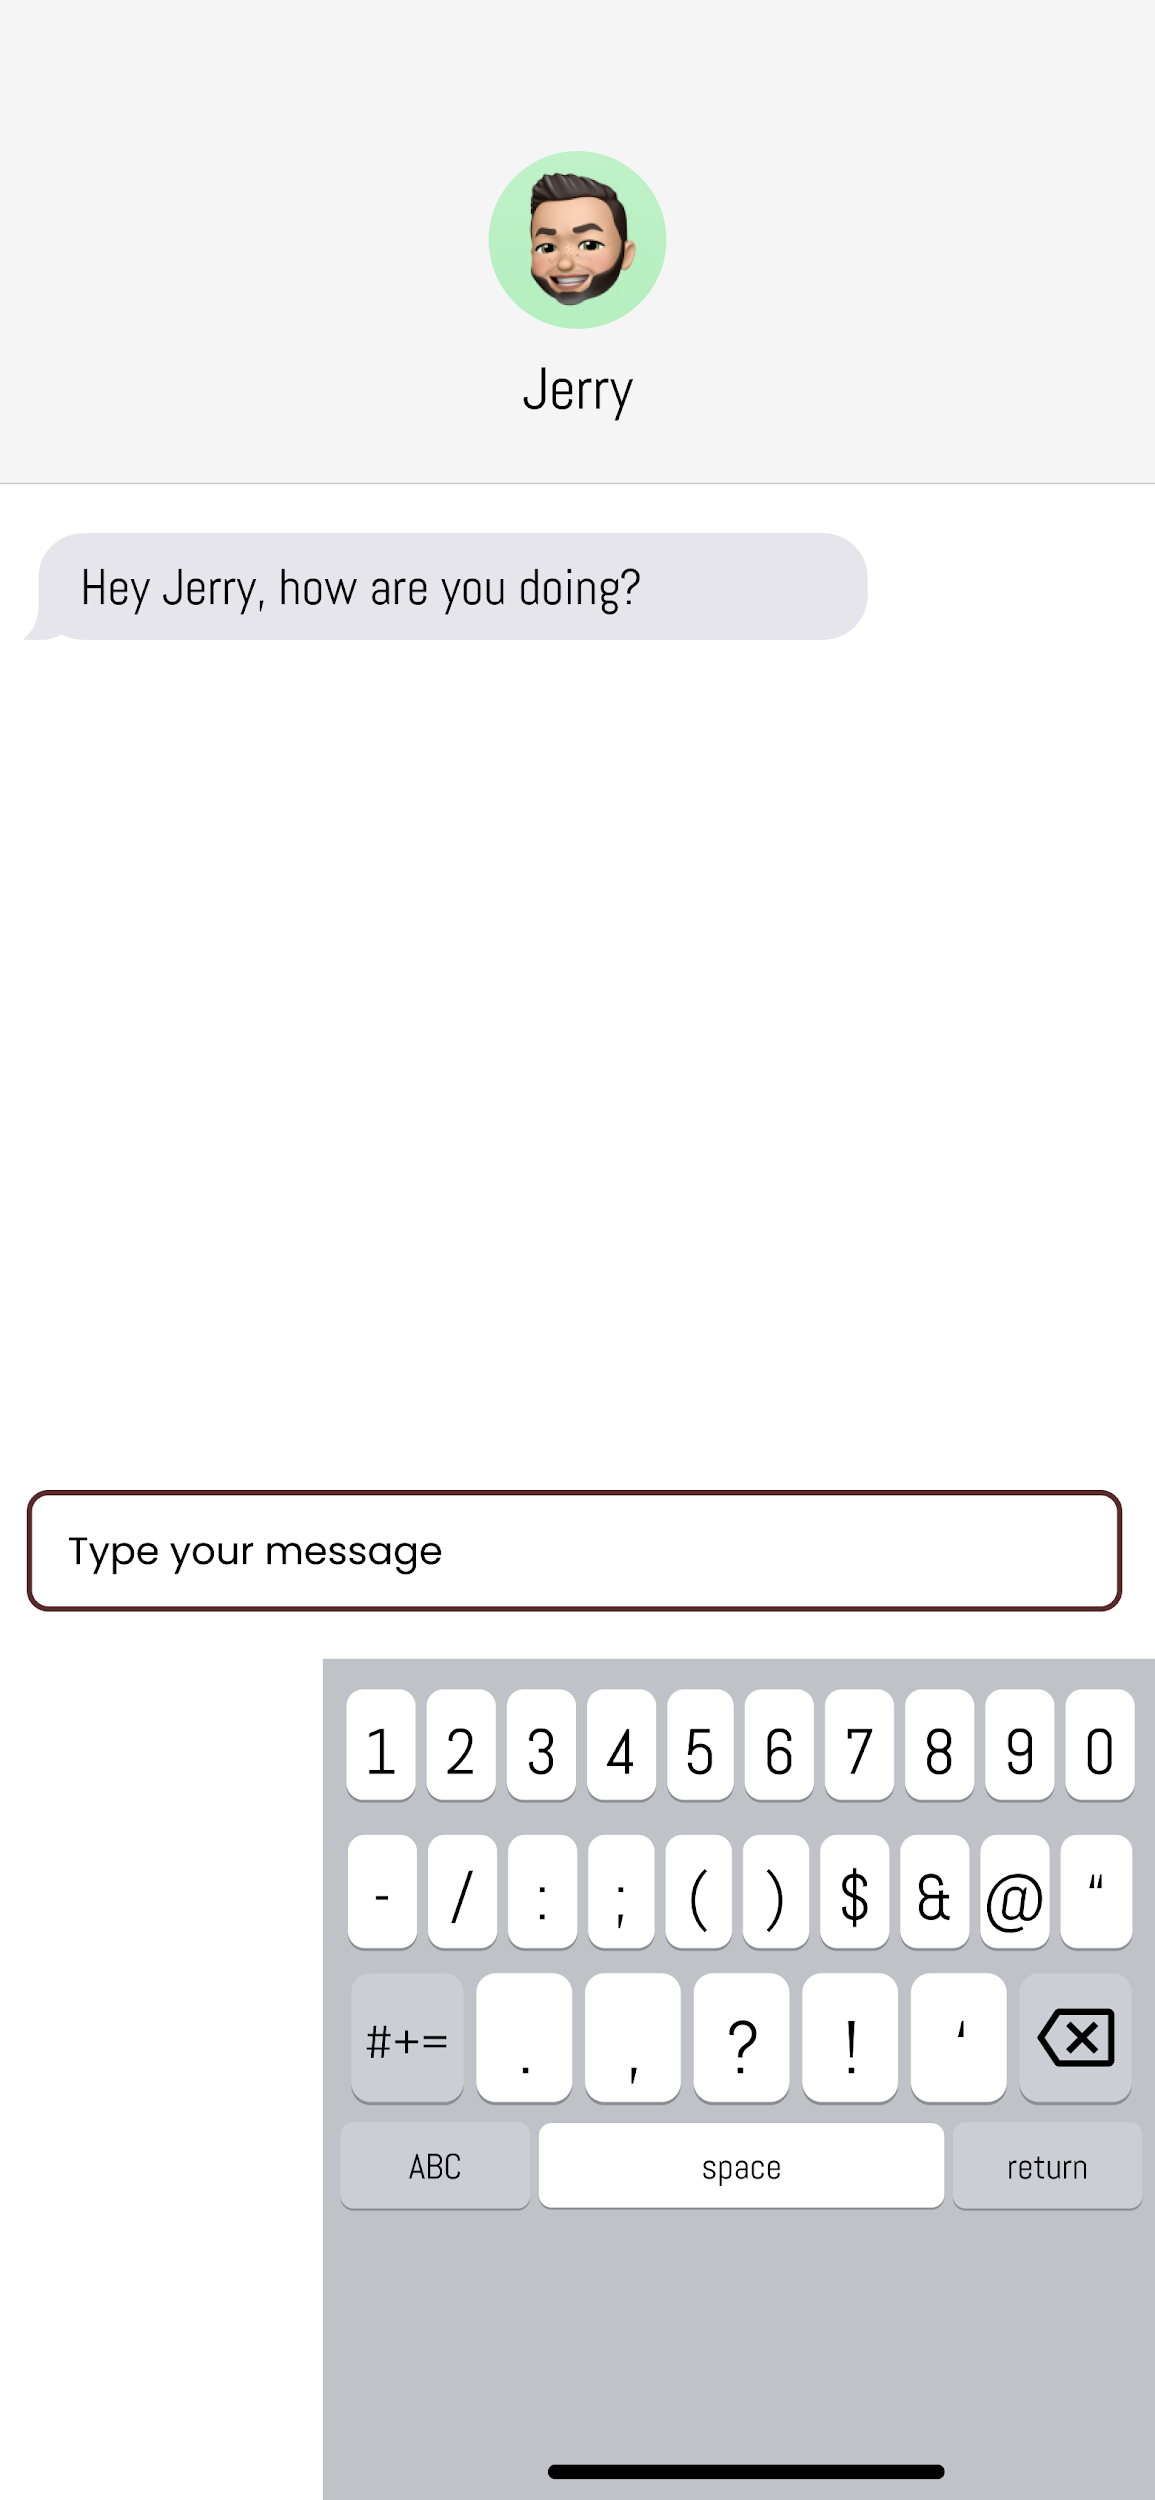 Jerry
Hey Jerry, how are you doing?
Type your message
1 2 3 4 5 6 7 8 9 0
- / : ; ( ) $ & @ “
#+= . , ? ! ‘
ABC space return